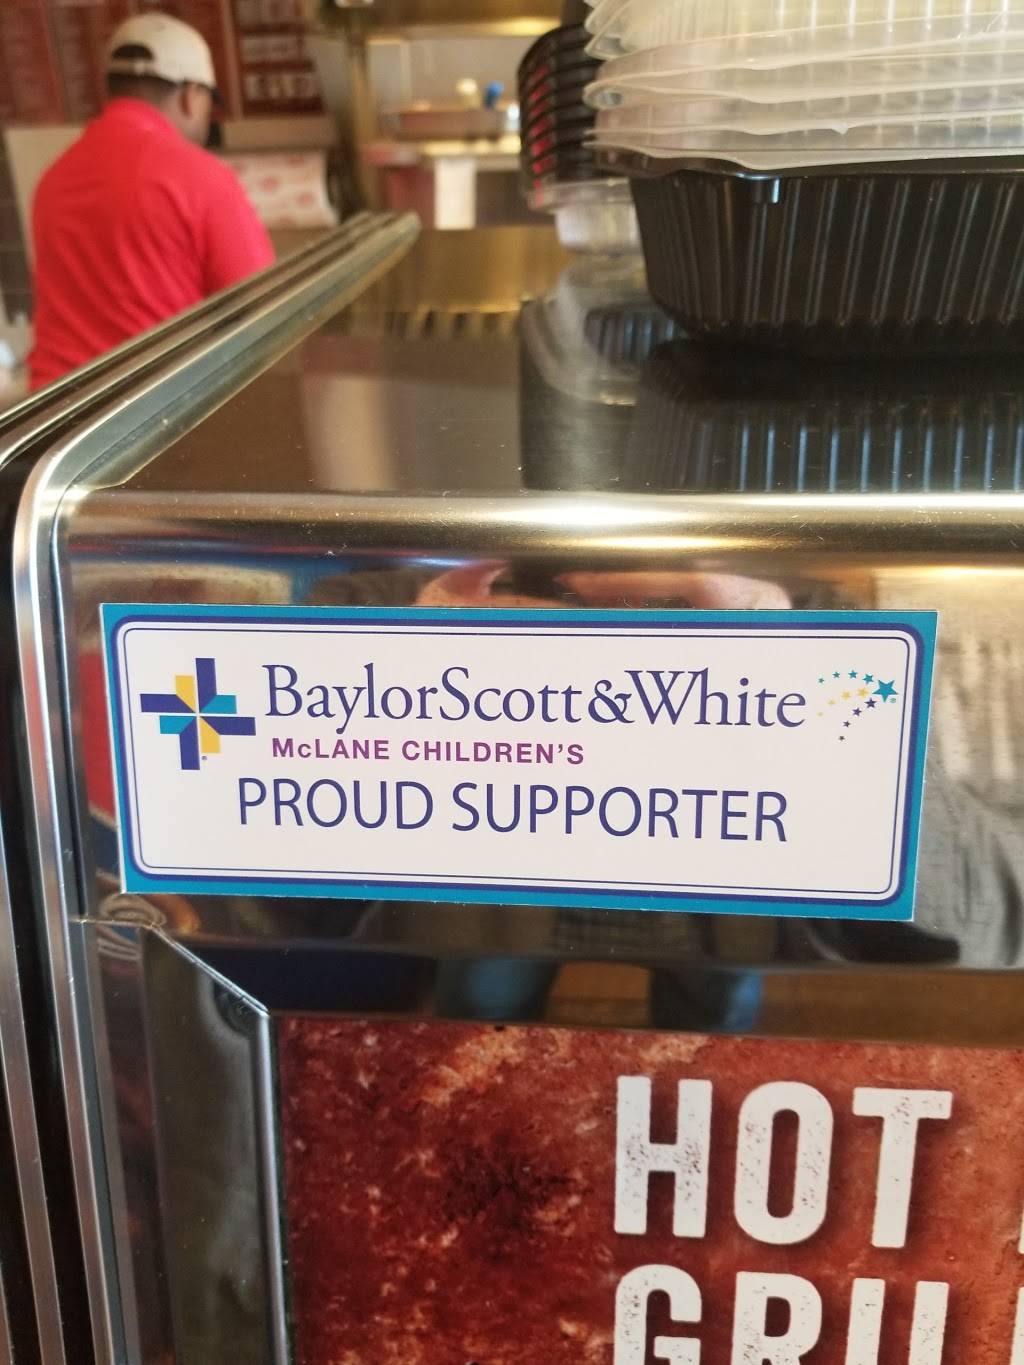 BaylorScott&White
McLANE CHILDREN'S
PROUD SUPPORTER
HOT